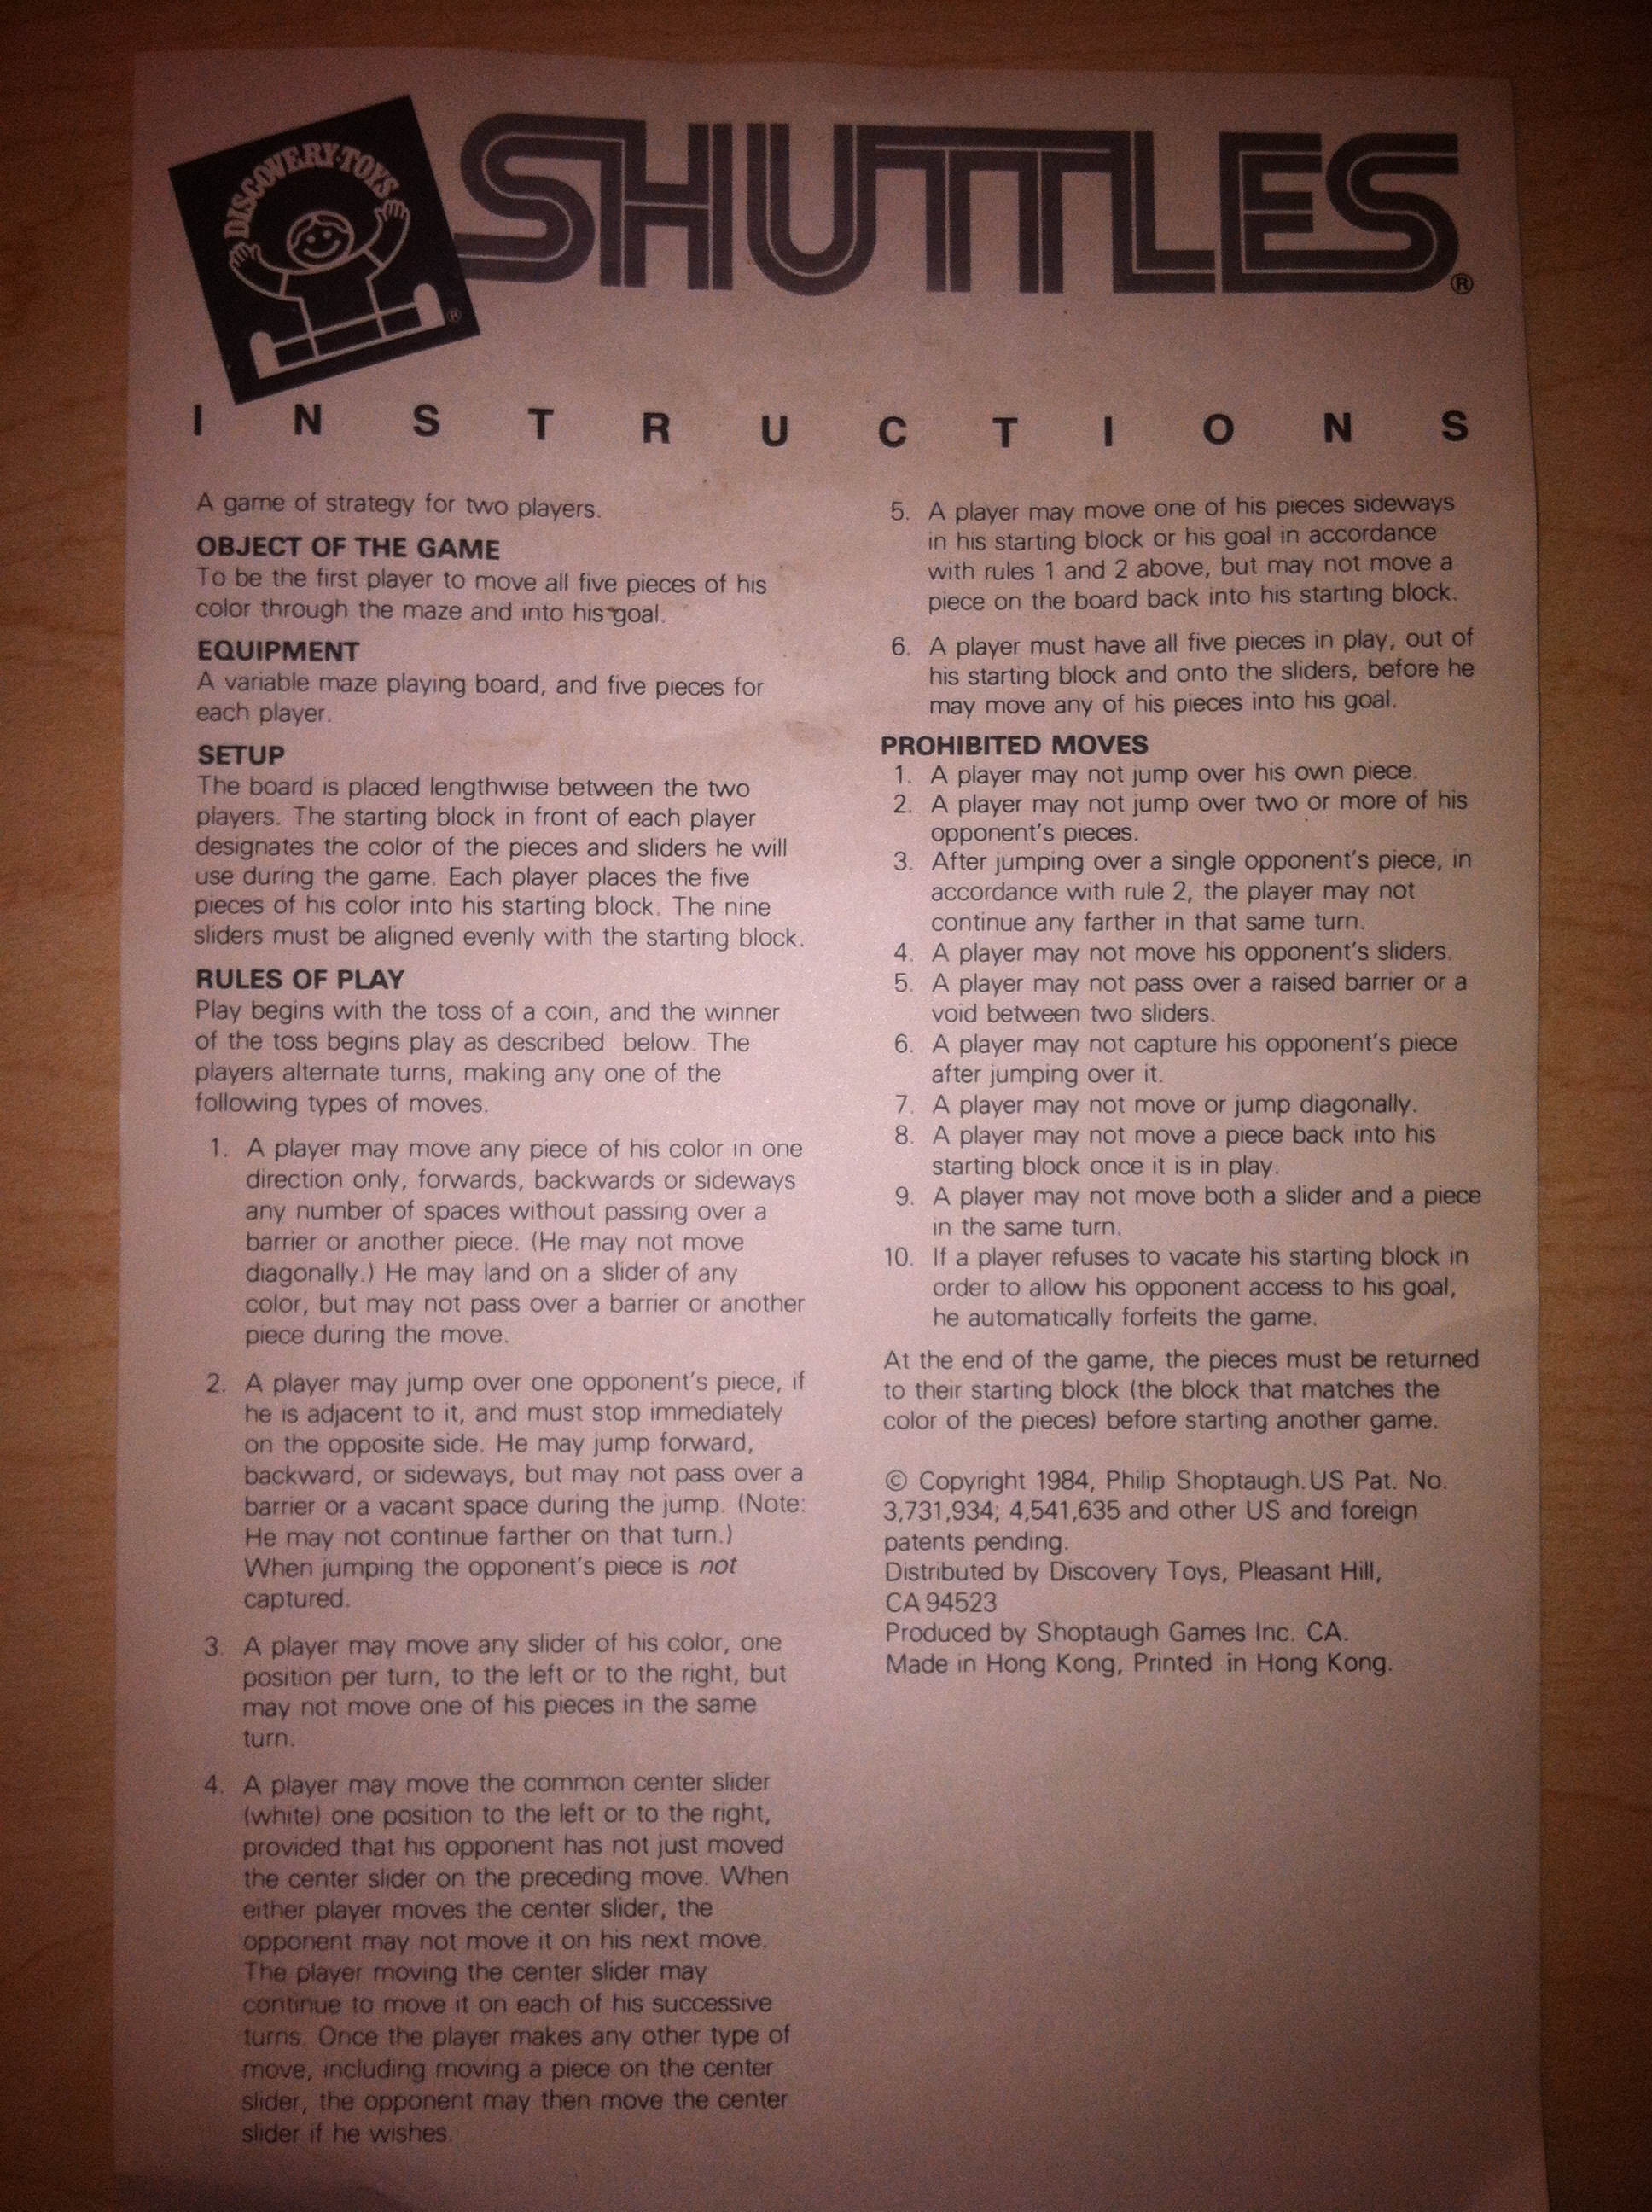 DISCOVERY TOYS
®
SHUTTLES®
INSTRUCTIONS
A game of strategy for two players.
OBJECT OF THE GAME
To be the first player to move all five pieces of his
color through the maze and into his goal.
EQUIPMENT
A variable maze playing board, and five pieces for
each player.
SETUP
The board is placed lengthwise between the two
players. The starting block in front of each player
designates the color of the pieces and sliders he will
use during the game. Each player places the five
pieces of his color into his starting block. The nine
sliders must be aligned evenly with the starting block.
RULES OF PLAY
Play begins with the toss of a coin, and the winner
of the toss begins play as described below. The
players alternate turns, making any one of the
following types of moves.
1. A player may move any piece of his color in one
direction only, forwards, backwards or sideways
any number of spaces without passing over a
barrier or another piece. (He may not move
diagonally.) He may land on a slider of any
color, but may not pass over a barrier or another
piece during the move.
2. A player may jump over one opponent's piece, if
he is adjacent to it, and must stop immediately
on the opposite side. He may jump forward,
backward, or sideways, but may not pass over a
barrier or a vacant space during the jump. (Note:
He may not continue farther on that turn.)
When jumping the opponent's piece is not
captured.
3. A player may move any slider of his color, one
position per turn, to the left or to the right, but
may not move one of his pieces in the same
turn.
4. A player may move the common center slider
(white) one position to the left or to the right,
provided that his opponent has not just moved
the center slider on the preceding move. When
either player moves the center slider, the
opponent may not move it on his next move.
The player moving the center slider may
continue to move it on each of his successive
turns. Once the player makes any other type of
move, including moving a piece on the center
slider, the opponent may then move the center
slider if he wishes.
5. A player may move one of his pieces sideways
in his starting block or his goal in accordance
with rules 1 and 2 above, but may not move a
piece on the board back into his starting block.
6. A player must have all five pieces in play, out of
his starting block and onto the sliders, before he
may move any of his pieces into his goal.
PROHIBITED MOVES
1. A player may not jump over his own piece.
2. A player may not jump over two or more of his
opponent's pieces.
3. After jumping over a single opponent's piece, in
accordance with rule 2, the player may not
continue any farther in that same turn.
4. A player may not move his opponent's sliders.
5. A player may not pass over a raised barrier or a
void between two sliders.
6. A player may not capture his opponent's piece
after jumping over it.
7. A player may not move or jump diagonally.
8. A player may not move a piece back into his
starting block once it is in play.
9. A player may not move both a slider and a piece
in the same turn.
10. If a player refuses to vacate his starting block in
order to allow his opponent access to his goal,
he automatically forfeits the game.
At the end of the game, the pieces must be returned
to their starting block (the block that matches the
color of the pieces) before starting another game.
© Copyright 1984, Philip Shoptaugh.US Pat. No.
3,731,934; 4,541,635 and other US and foreign
patents pending.
Distributed by Discovery Toys, Pleasant Hill,
CA 94523
Produced by Shoptaugh Games Inc. CA.
Made in Hong Kong, Printed in Hong Kong.